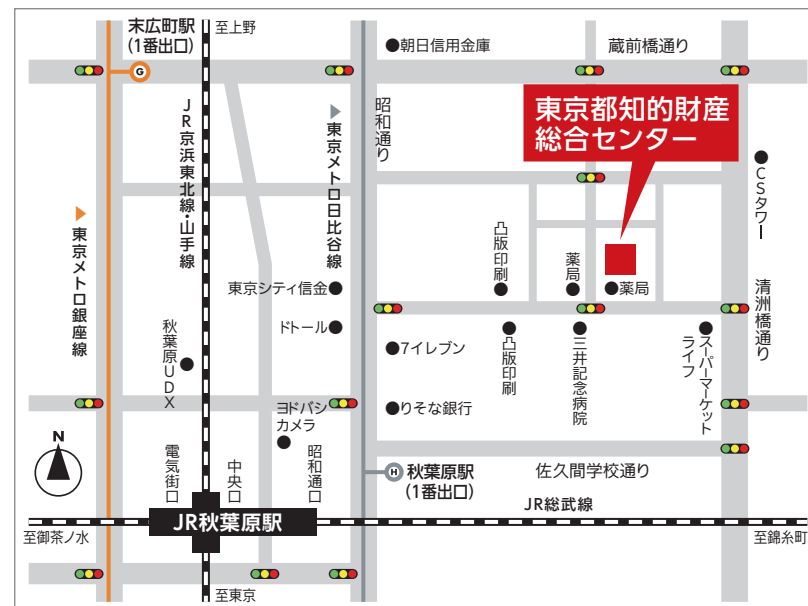 末広町駅
(1番出口)
至上野
朝日信用金庫
蔵前橋通り
G
JR京浜東北線・山手線
東京メトロ日比谷線
昭和通り
東京都知的財産
総合センター
CSタワー
東京メトロ銀座線
凸版印刷
薬局
薬局
東京シティ信金
清洲橋通り
ドトール
秋葉原UDX
7イレブン
凸版印刷
三井記念病院
スーパーマーケット
ライフ
ヨドバシ
カメラ
りそな銀行
N
電気街口
中央口
昭和通口
H
秋葉原駅
(1番出口)
佐久間学校通り
JR秋葉原駅
JR総武線
至御茶ノ水
至錦糸町
至東京